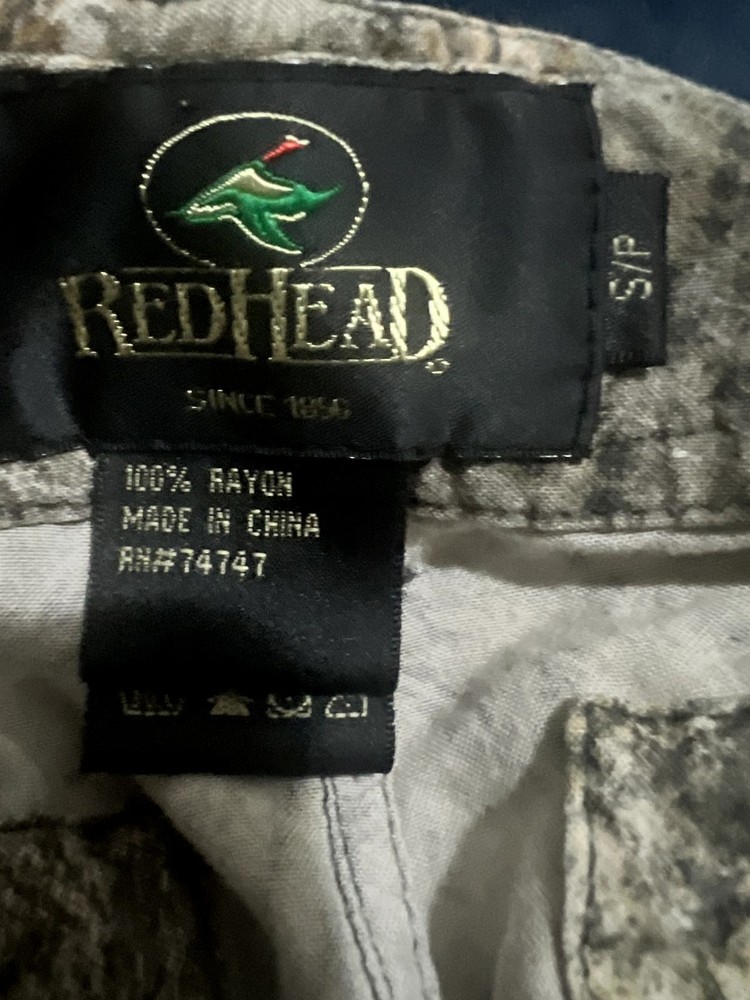 REDHEAD
S/P
SINCE 1856
100% RAYON
MADE IN CHINA
RN#74747